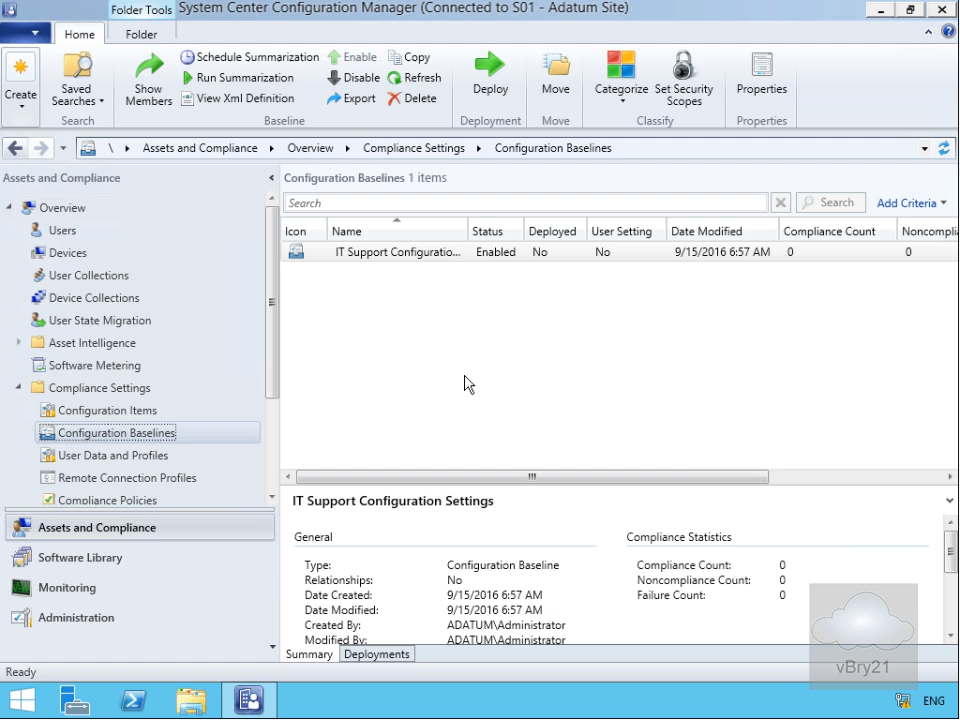 Folder Tools System Center Configuration Manager (Connected to S01 - Adatum Site)
Home Folder
Create
Saved Searches
Search
Show Members
Schedule Summarization
Run Summarization
View Xml Definition
Enable
Disable
Export
Copy
Refresh
Delete
Baseline
Deploy
Deployment
Move
Move
Categorize
Set Security Scopes
Classify
Properties
Properties
\ Assets and Compliance Overview Compliance Settings Configuration Baselines
Assets and Compliance
Overview
Users
Devices
User Collections
Device Collections
User State Migration
Asset Intelligence
Software Metering
Compliance Settings
Configuration Items
Configuration Baselines
User Data and Profiles
Remote Connection Profiles
Compliance Policies
Assets and Compliance
Software Library
Monitoring
Administration
Configuration Baselines 1 items
Search Search Add Criteria
Icon Name Status Deployed User Setting Date Modified Compliance Count Noncompli
IT Support Configuratio... Enabled No No 9/15/2016 6:57 AM 0 0
IT Support Configuration Settings
General
Type: Configuration Baseline
Relationships: No
Date Created: 9/15/2016 6:57 AM
Date Modified: 9/15/2016 6:57 AM
Created By: ADATUM\Administrator
Modified By: ADATUM\Administrator
Compliance Statistics
Compliance Count: 0
Noncompliance Count: 0
Failure Count: 0
Summary Deployments
vBry21
Ready
ENG